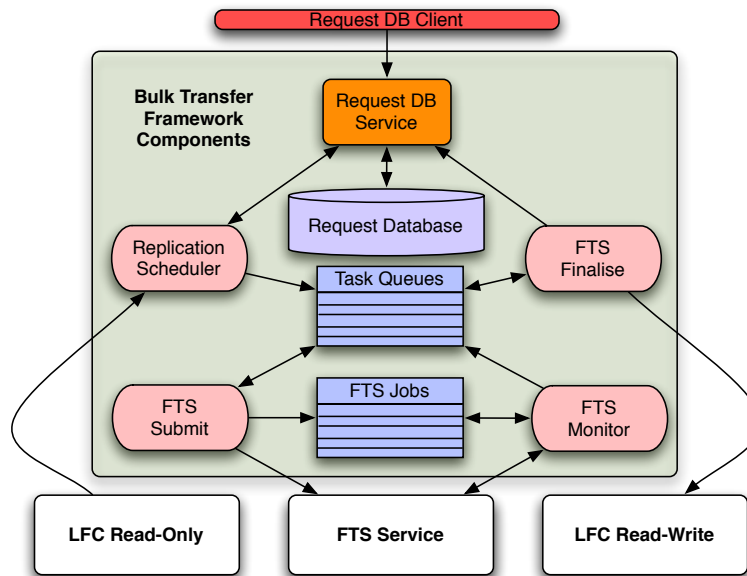 Request DB Client
Bulk Transfer
Framework
Components
Request DB
Service
Request Database
Replication
Scheduler
FTS
Finalise
Task Queues
FTS Jobs
FTS
Submit
FTS
Monitor
LFC Read-Only
FTS Service
LFC Read-Write